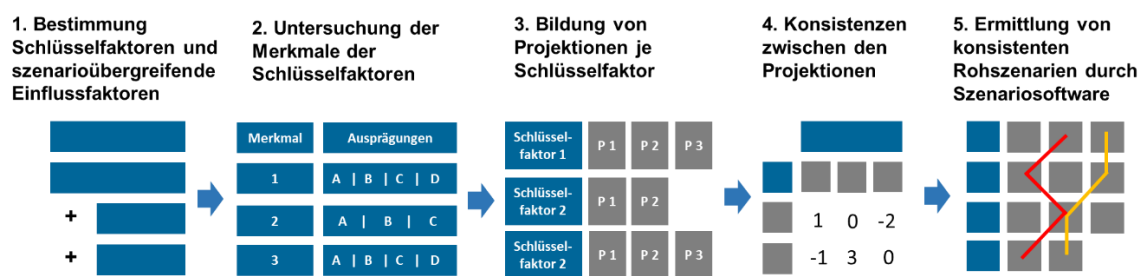 1. Bestimmung
Schlüsselfaktoren und
szenarioübergreifende
Einflussfaktoren
+
+
2. Untersuchung der
Merkmale der
Schlüsselfaktoren
Merkmal Ausprägungen
1 A | B | C | D
2 A | B | C
3 A | B | C | D
3. Bildung von
Projektionen je
Schlüsselfaktor
Schlüssel-
faktor 1 P 1 P 2 P 3
Schlüssel-
faktor 2 P 1 P 2
Schlüssel-
faktor 2 P 1 P 2 P 3
4. Konsistenzen
zwischen den
Projektionen
1 0 -2
-1 3 0
5. Ermittlung von
konsistenten
Rohszenarien durch
Szenariosoftware